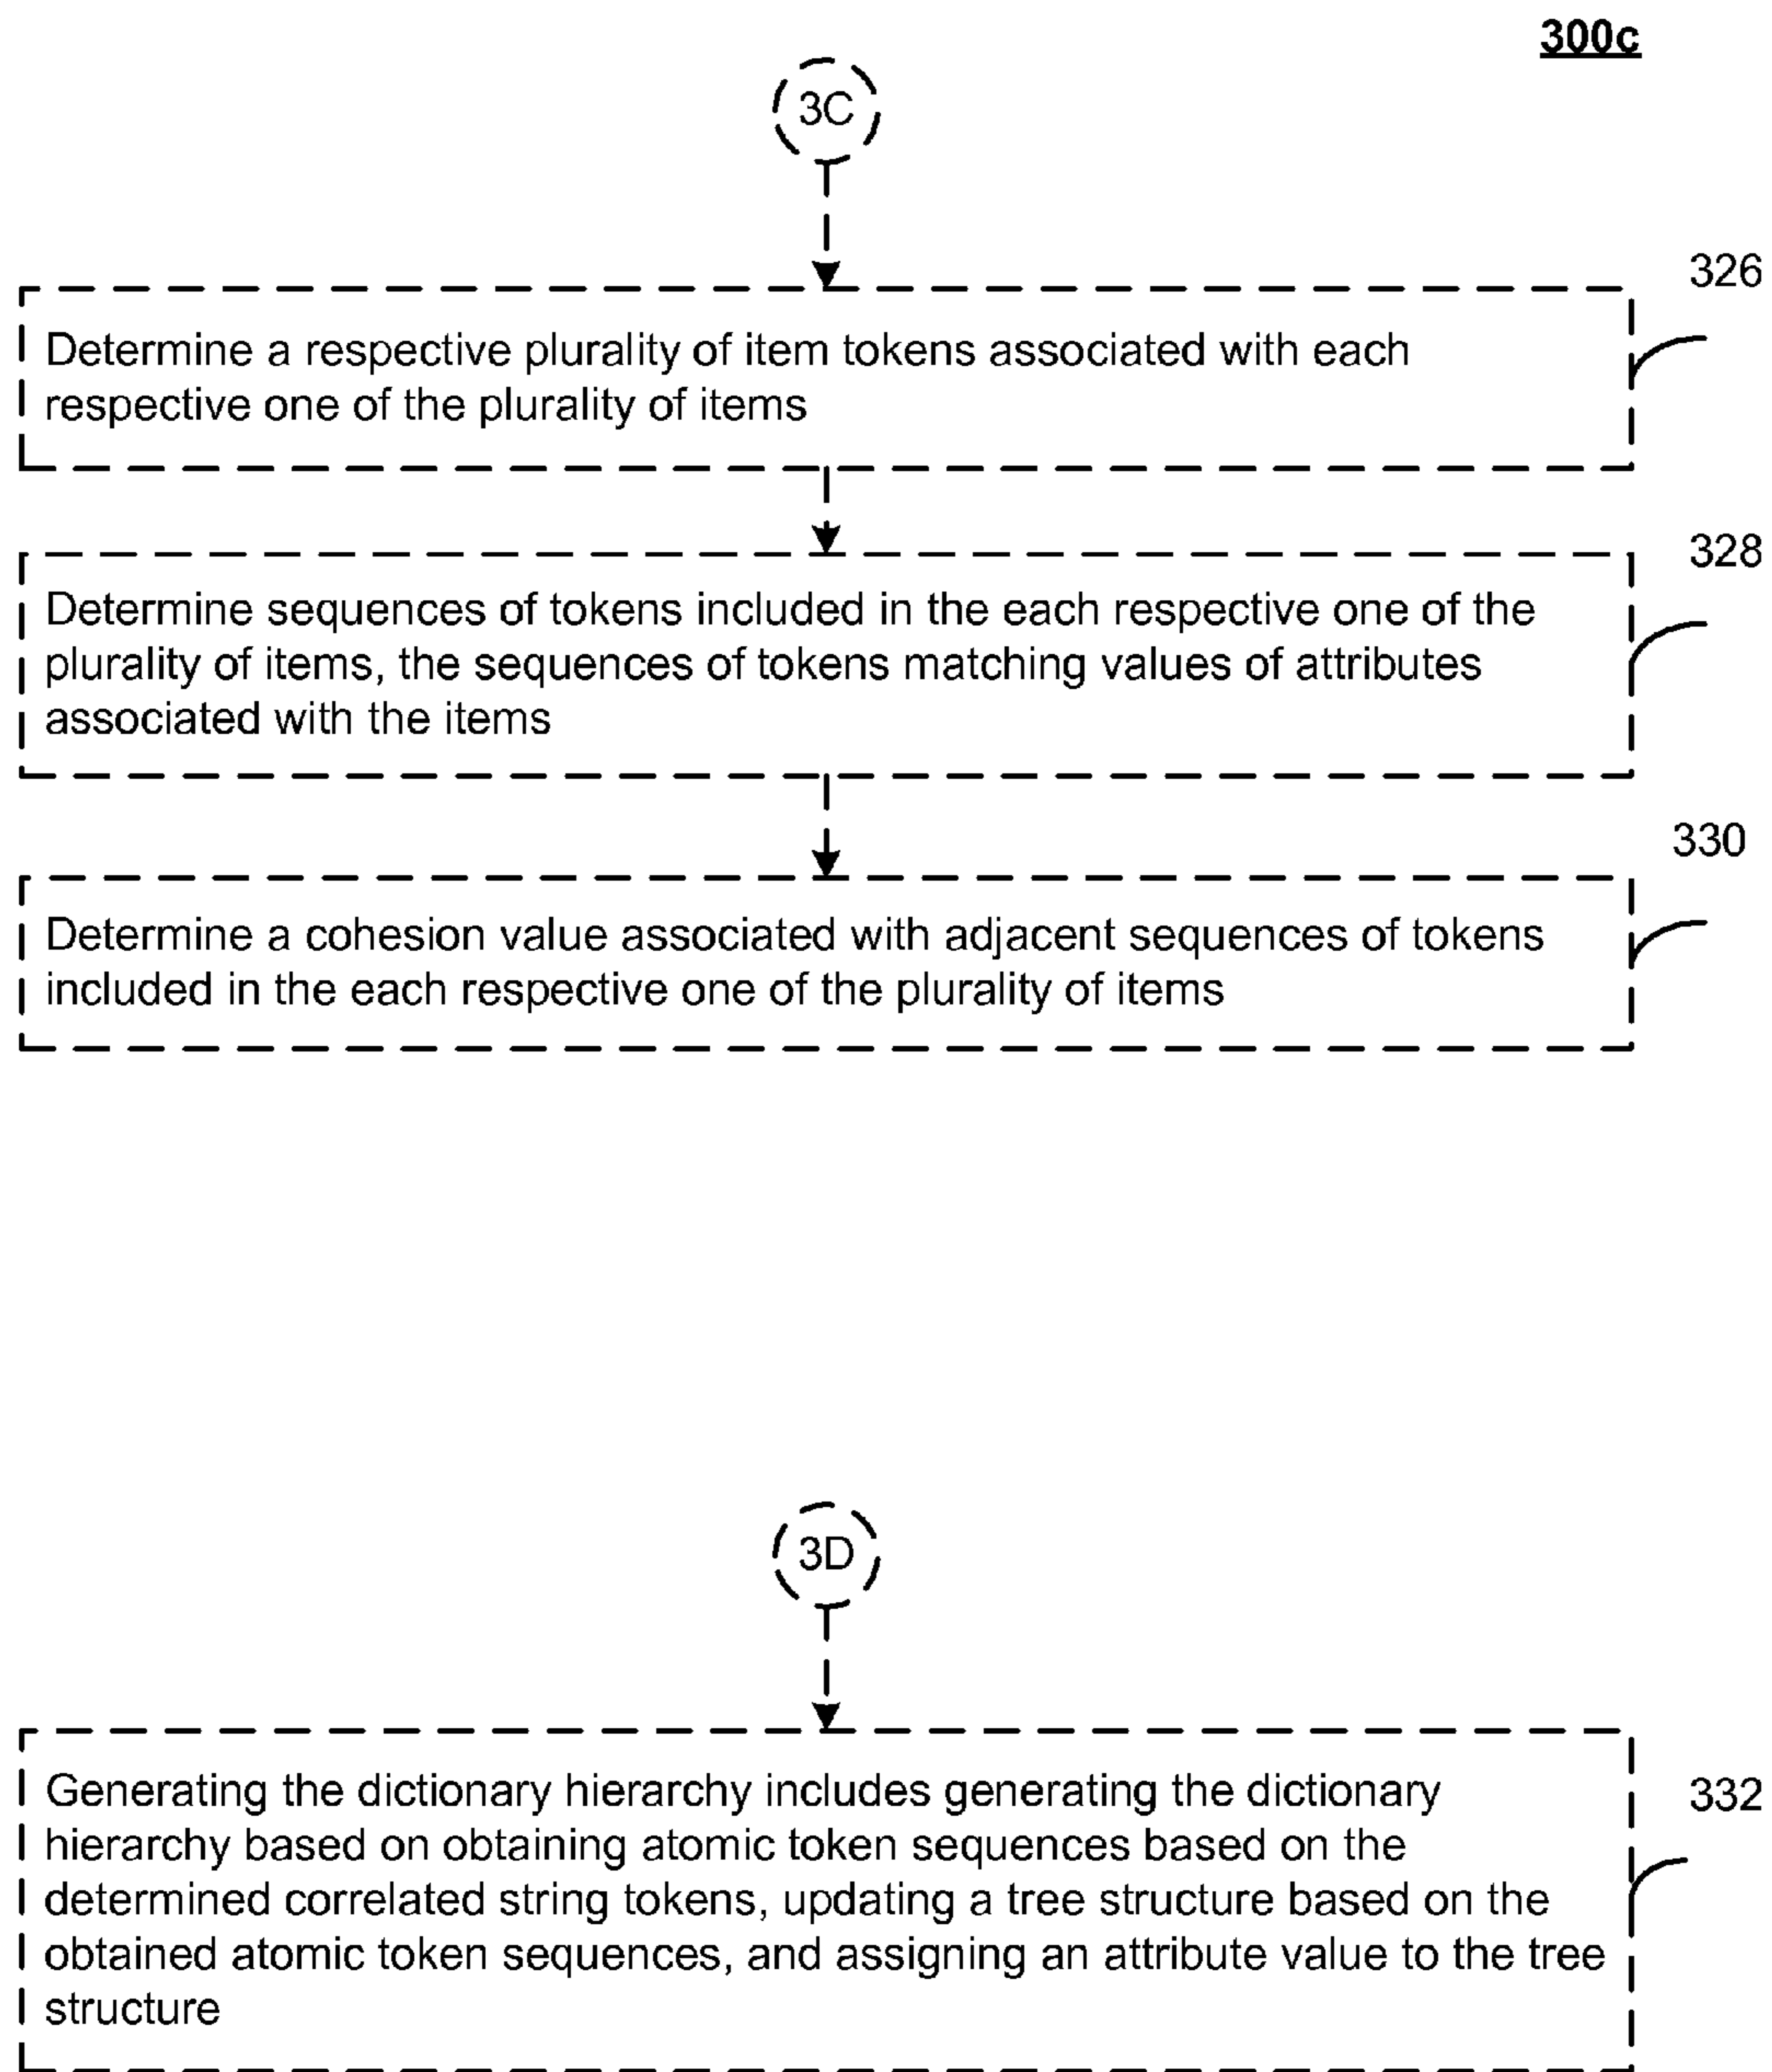 300c
3C
326
Determine a respective plurality of item tokens associated with each
respective one of the plurality of items
328
Determine sequences of tokens included in the each respective one of the
plurality of items, the sequences of tokens matching values of attributes
associated with the items
330
Determine a cohesion value associated with adjacent sequences of tokens
included in the each respective one of the plurality of items
3D
332
Generating the dictionary hierarchy includes generating the dictionary
hierarchy based on obtaining atomic token sequences based on the
determined correlated string tokens, updating a tree structure based on the
obtained atomic token sequences, and assigning an attribute value to the tree
structure